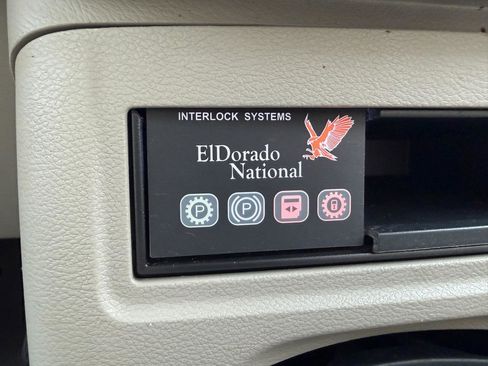 INTERLOCK SYSTEMS
ElDorado
National
P
P